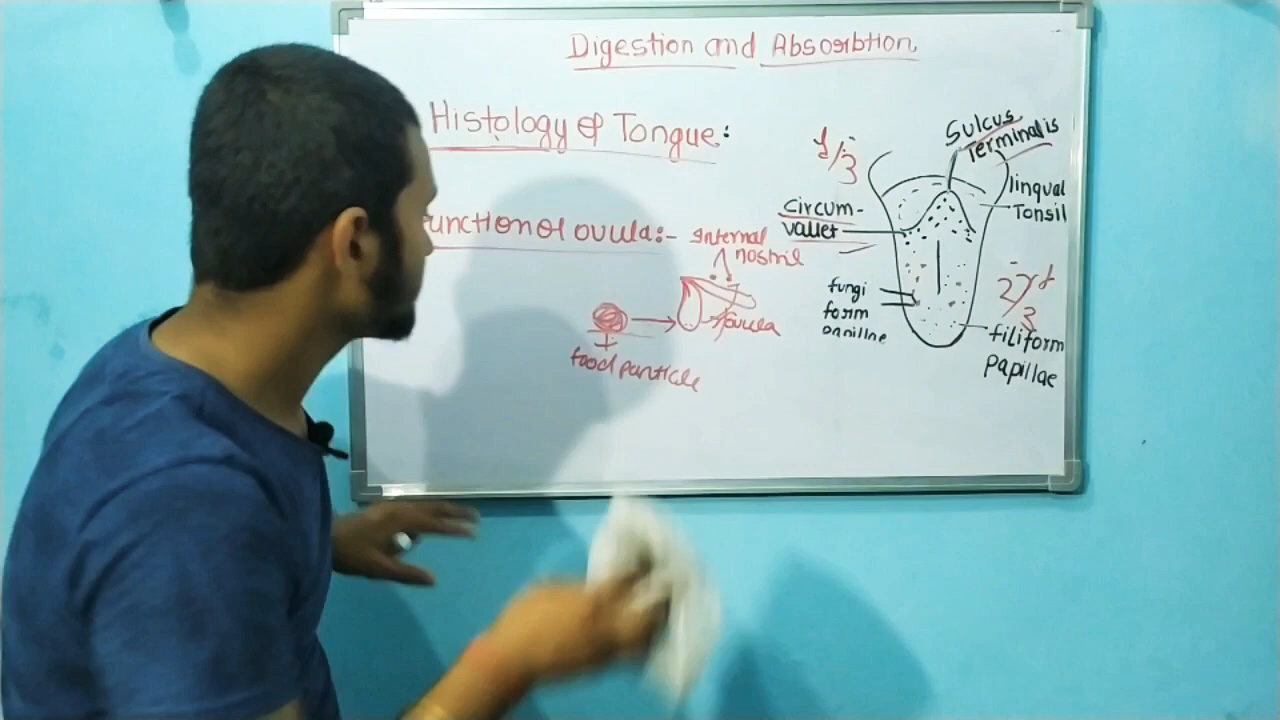 Digestion and Absorbtion
Histology of Tongue:
unction of ovula:-
Internal
nostril
ovula
food particle
1/3
Sulcus
Terminalis
lingual
Tonsil
Circum-
vallet
fungi
form
2/3
filiform
papillae